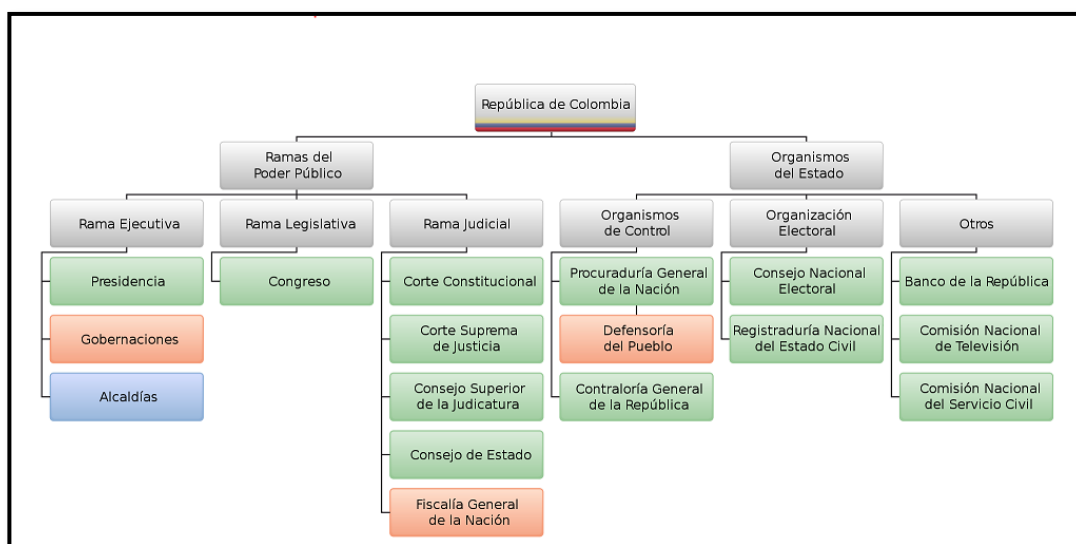 República de Colombia
Ramas del
Poder Público
Organismos
del Estado
Rama Ejecutiva
Rama Legislativa
Rama Judicial
Organismos
de Control
Organización
Electoral
Otros
Presidencia
Gobernaciones
Alcaldías
Congreso
Corte Constitucional
Corte Suprema
de Justicia
Consejo Superior
de la Judicatura
Consejo de Estado
Fiscalía General
de la Nación
Procuraduría General
de la Nación
Defensoría
del Pueblo
Contraloría General
de la República
Consejo Nacional
Electoral
Registraduría Nacional
del Estado Civil
Banco de la República
Comisión Nacional
de Televisión
Comisión Nacional
del Servicio Civil